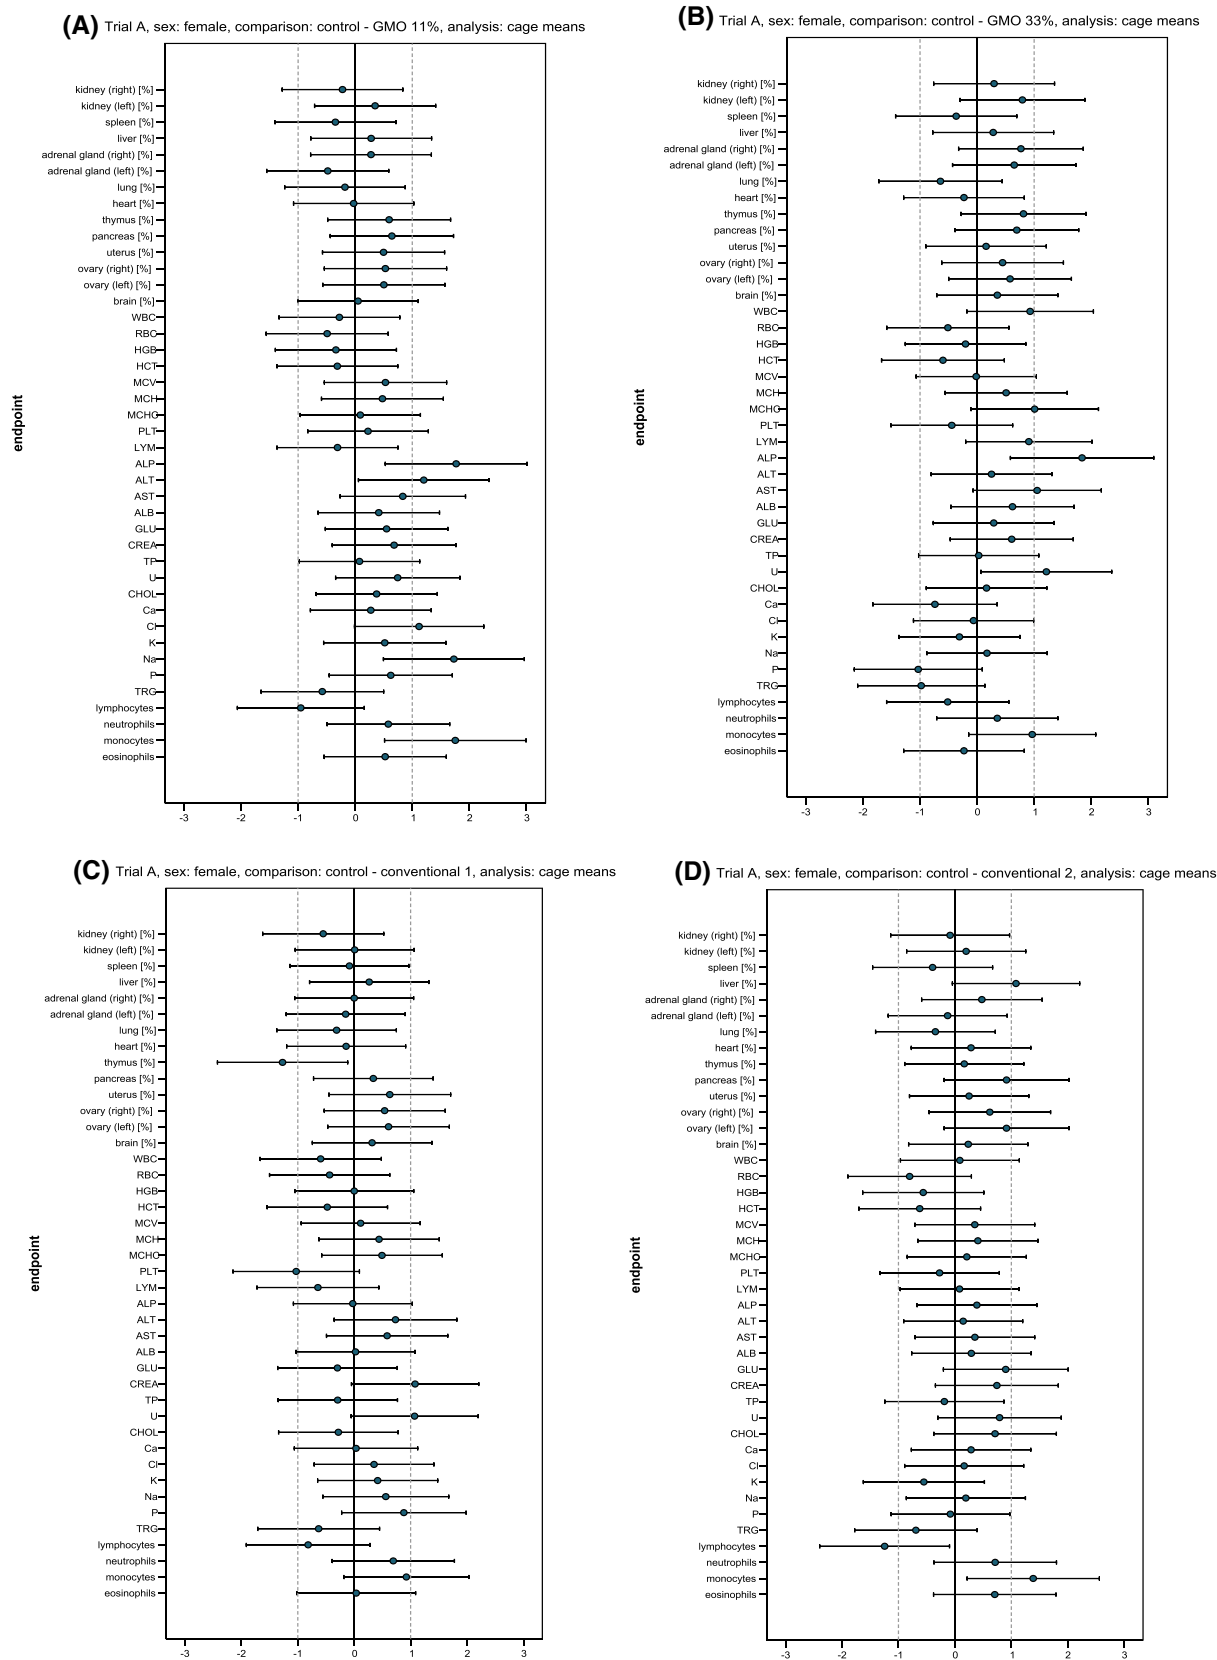 (A) Trial A, sex: female, comparison: control - GMO 11%, analysis: cage means
endpoint
kidney (right) [%]
kidney (left) [%]
spleen [%]
liver [%]
adrenal gland (right) [%]
adrenal gland (left) [%]
lung [%]
heart [%]
thymus [%]
pancreas [%]
uterus [%]
ovary (right) [%]
ovary (left) [%]
brain [%]
WBC
RBC
HGB
HCT
MCV
MCH
MCHC
PLT
LYM
ALP
ALT
AST
ALB
GLU
CREA
TP
U
CHOL
Ca
Cl
K
Na
P
TRG
lymphocytes
neutrophils
monocytes
eosinophils
-3 -2 -1 0 1 2 3
(B) Trial A, sex: female, comparison: control - GMO 33%, analysis: cage means
endpoint
kidney (right) [%]
kidney (left) [%]
spleen [%]
liver [%]
adrenal gland (right) [%]
adrenal gland (left) [%]
lung [%]
heart [%]
thymus [%]
pancreas [%]
uterus [%]
ovary (right) [%]
ovary (left) [%]
brain [%]
WBC
RBC
HGB
HCT
MCV
MCH
MCHC
PLT
LYM
ALP
ALT
AST
ALB
GLU
CREA
TP
U
CHOL
Ca
Cl
K
Na
P
TRG
lymphocytes
neutrophils
monocytes
eosinophils
-3 -2 -1 0 1 2 3
(C) Trial A, sex: female, comparison: control - conventional 1, analysis: cage means
endpoint
kidney (right) [%]
kidney (left) [%]
spleen [%]
liver [%]
adrenal gland (right) [%]
adrenal gland (left) [%]
lung [%]
heart [%]
thymus [%]
pancreas [%]
uterus [%]
ovary (right) [%]
ovary (left) [%]
brain [%]
WBC
RBC
HGB
HCT
MCV
MCH
MCHC
PLT
LYM
ALP
ALT
AST
ALB
GLU
CREA
TP
U
CHOL
Ca
Cl
K
Na
P
TRG
lymphocytes
neutrophils
monocytes
eosinophils
-3 -2 -1 0 1 2 3
(D) Trial A, sex: female, comparison: control - conventional 2, analysis: cage means
endpoint
kidney (right) [%]
kidney (left) [%]
spleen [%]
liver [%]
adrenal gland (right) [%]
adrenal gland (left) [%]
lung [%]
heart [%]
thymus [%]
pancreas [%]
uterus [%]
ovary (right) [%]
ovary (left) [%]
brain [%]
WBC
RBC
HGB
HCT
MCV
MCH
MCHC
PLT
LYM
ALP
ALT
AST
ALB
GLU
CREA
TP
U
CHOL
Ca
Cl
K
Na
P
TRG
lymphocytes
neutrophils
monocytes
eosinophils
-3 -2 -1 0 1 2 3